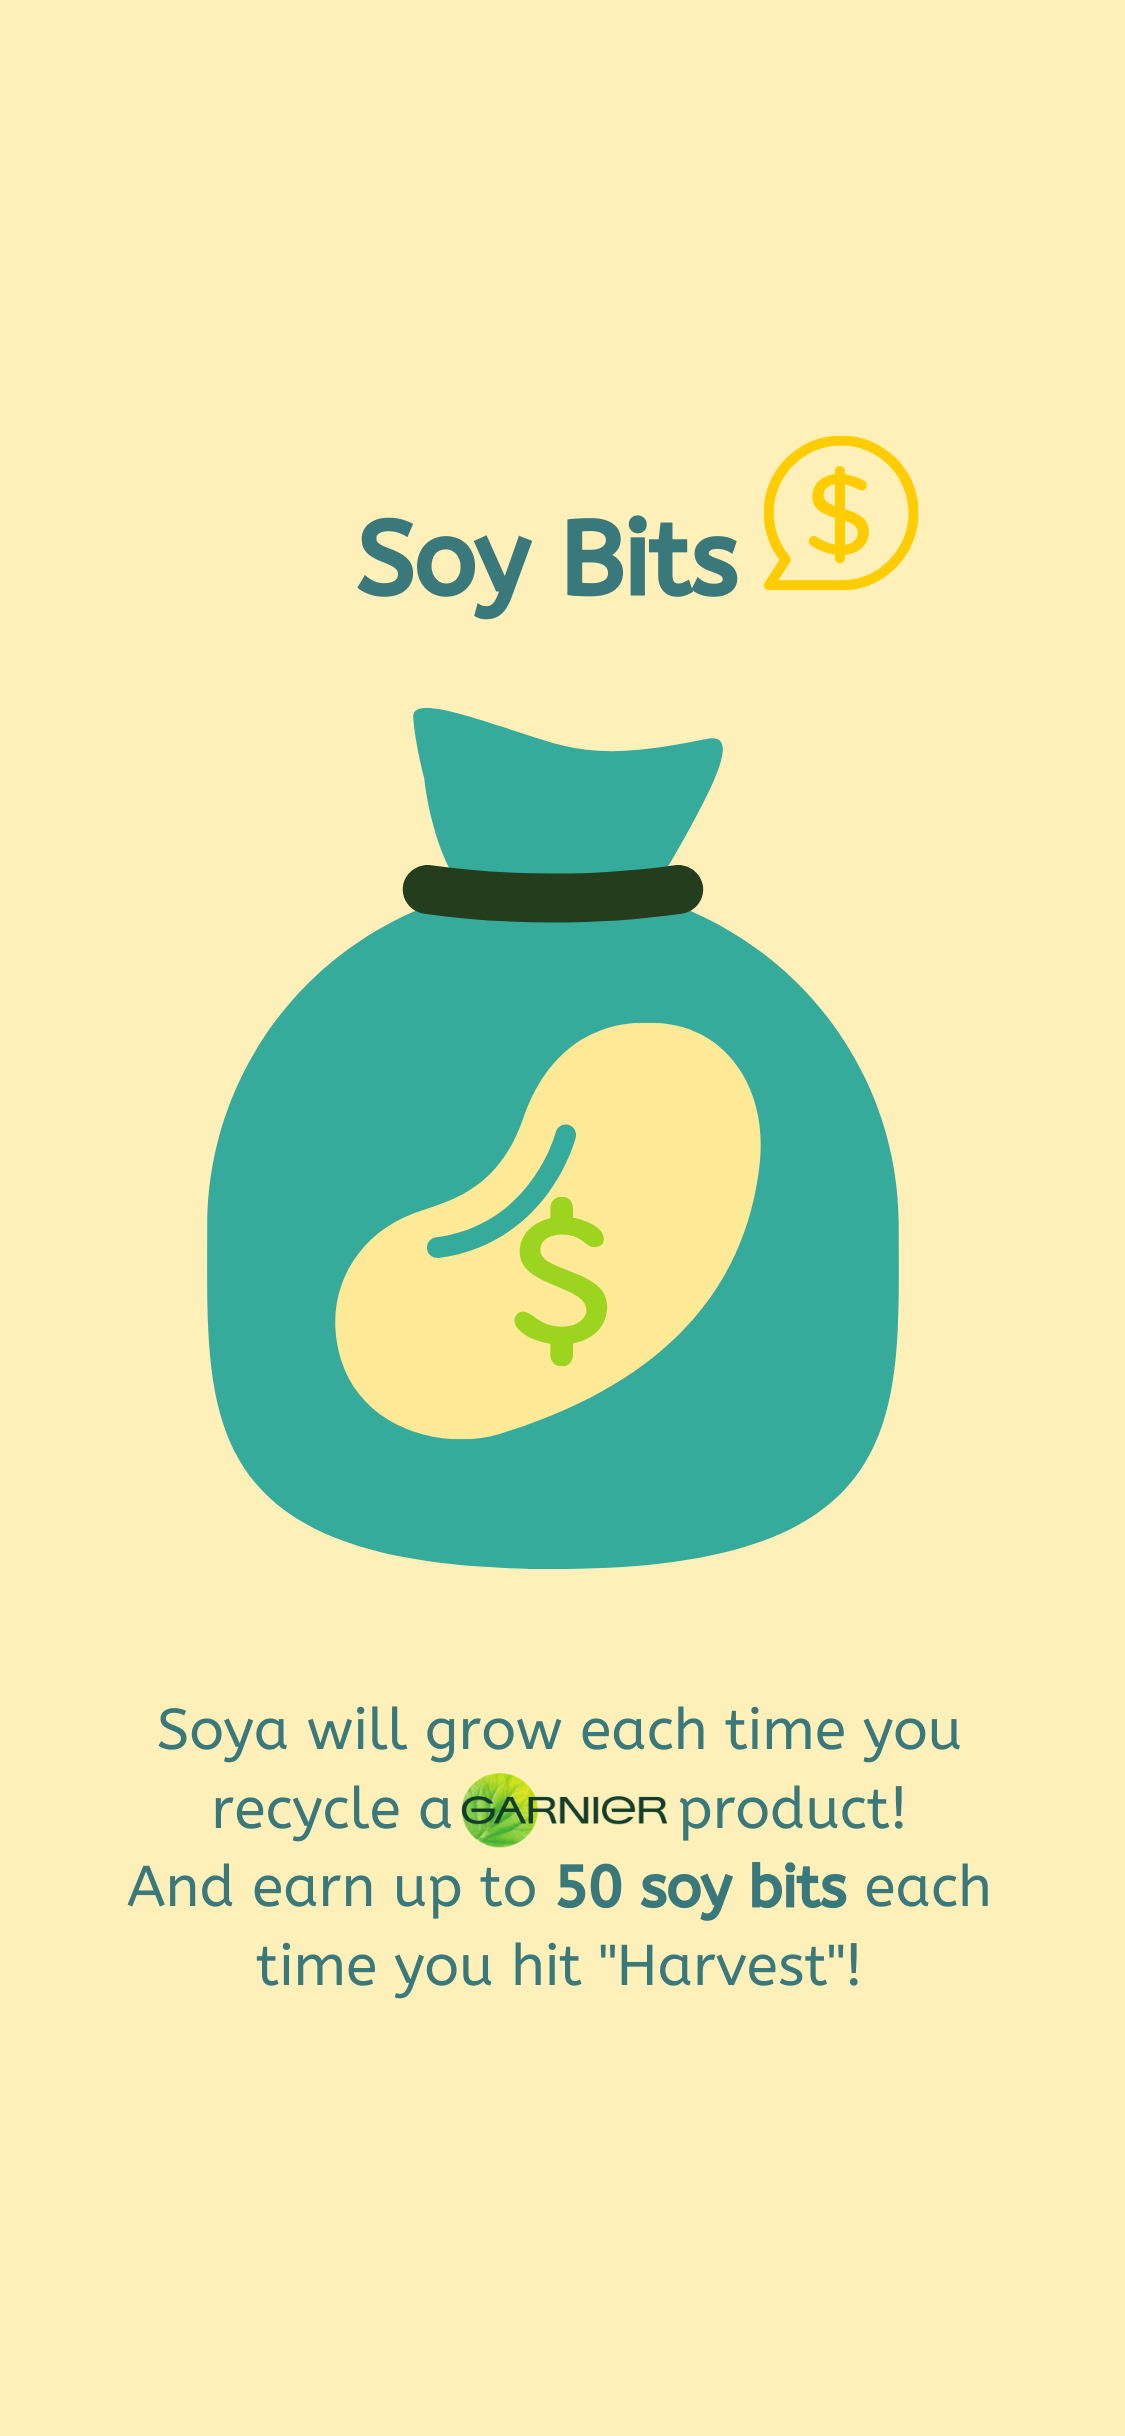 Soy Bits $
$
Soya will grow each time you
recycle a GARNIER product!
And earn up to 50 soy bits each
time you hit "Harvest"!